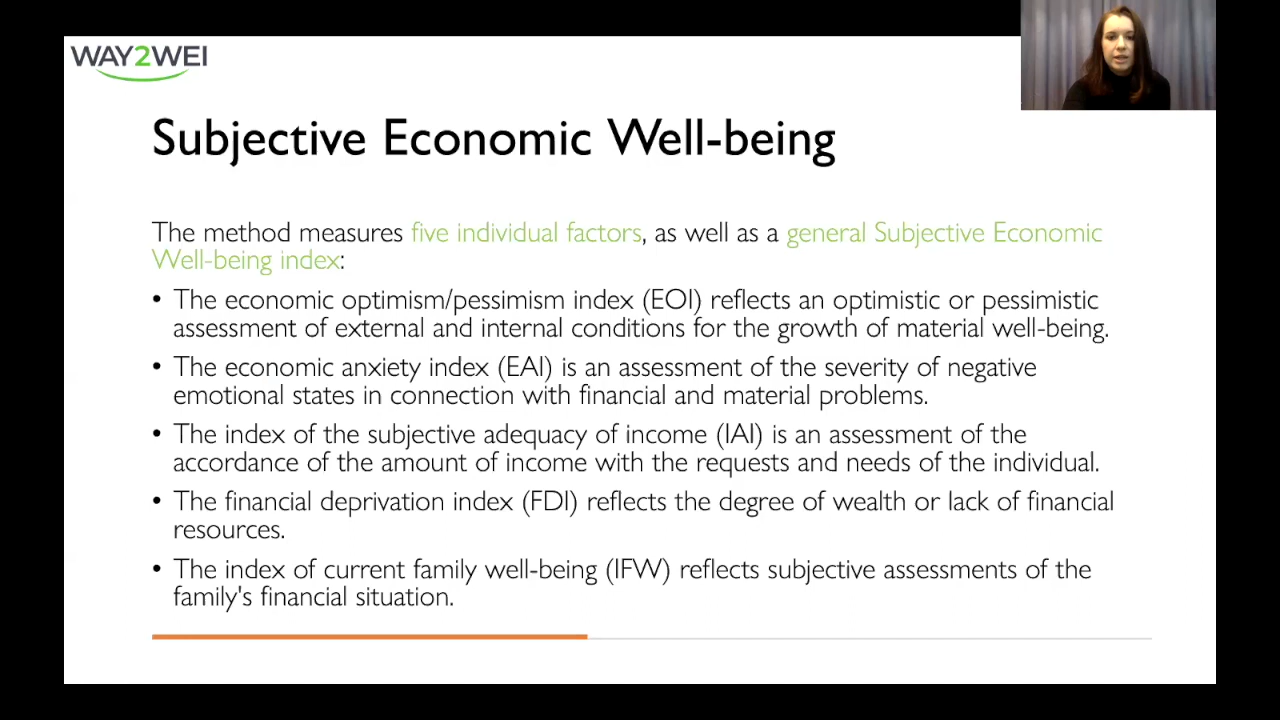 WAY2WEI
Subjective Economic Well-being
The method measures five individual factors, as well as a general Subjective Economic
Well-being index:
• The economic optimism/pessimism index (EOI) reflects an optimistic or pessimistic
assessment of external and internal conditions for the growth of material well-being.
• The economic anxiety index (EAI) is an assessment of the severity of negative
emotional states in connection with financial and material problems.
• The index of the subjective adequacy of income (IAI) is an assessment of the
accordance of the amount of income with the requests and needs of the individual.
• The financial deprivation index (FDI) reflects the degree of wealth or lack of financial
resources.
• The index of current family well-being (IFW) reflects subjective assessments of the
family's financial situation.